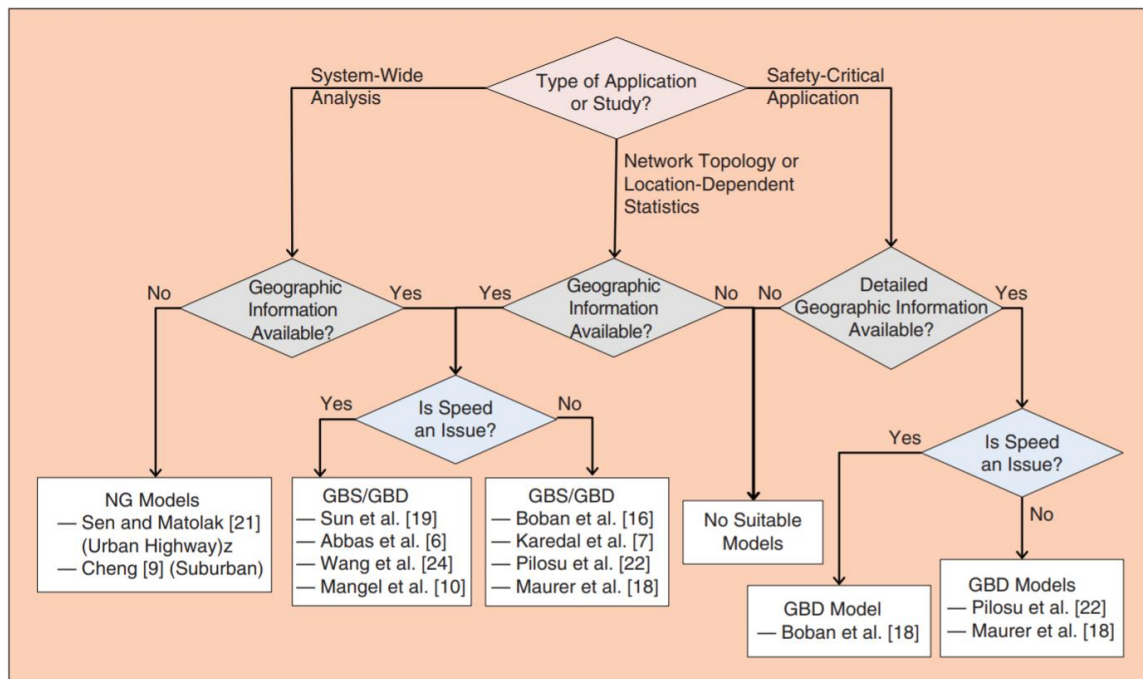 System-Wide
Analysis
Type of Application
or Study?
Safety-Critical
Application
Network Topology or
Location-Dependent
Statistics
No
Geographic
Information
Available?
Yes
Yes
Geographic
Information
Available?
No
No
Detailed
Geographic Information
Available?
Yes
Yes
Is Speed
an Issue?
No
Yes
Is Speed
an Issue?
No
NG Models
— Sen and Matolak [21]
(Urban Highway)z
— Cheng [9] (Suburban)
GBS/GBD
— Sun et al. [19]
— Abbas et al. [6]
— Wang et al. [24]
— Mangel et al. [10]
GBS/GBD
— Boban et al. [16]
— Karedal et al. [7]
— Pilosu et al. [22]
— Maurer et al. [18]
No Suitable
Models
GBD Model
— Boban et al. [18]
GBD Models
— Pilosu et al. [22]
— Maurer et al. [18]